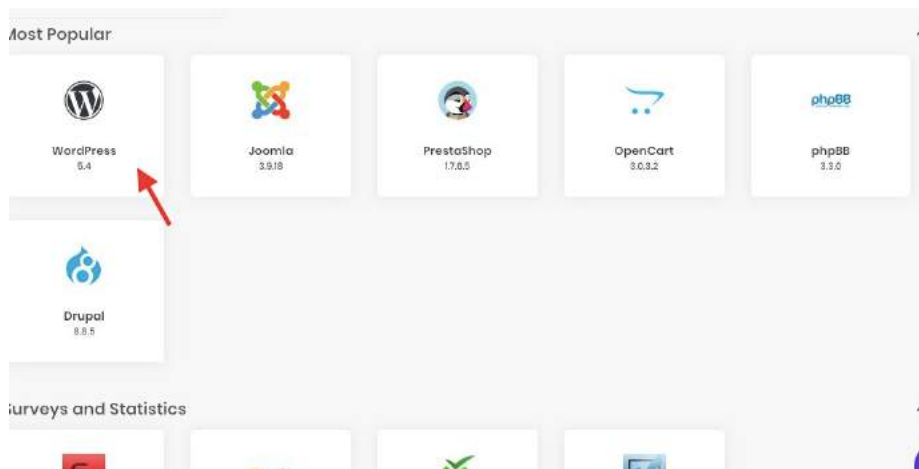 Most Popular
WordPress
5.4
Joomla
3.9.18
PrestaShop
1.7.6.5
OpenCart
3.0.3.2
phpBB
phpBB
3.3.0
Drupal
8.8.5
Surveys and Statistics